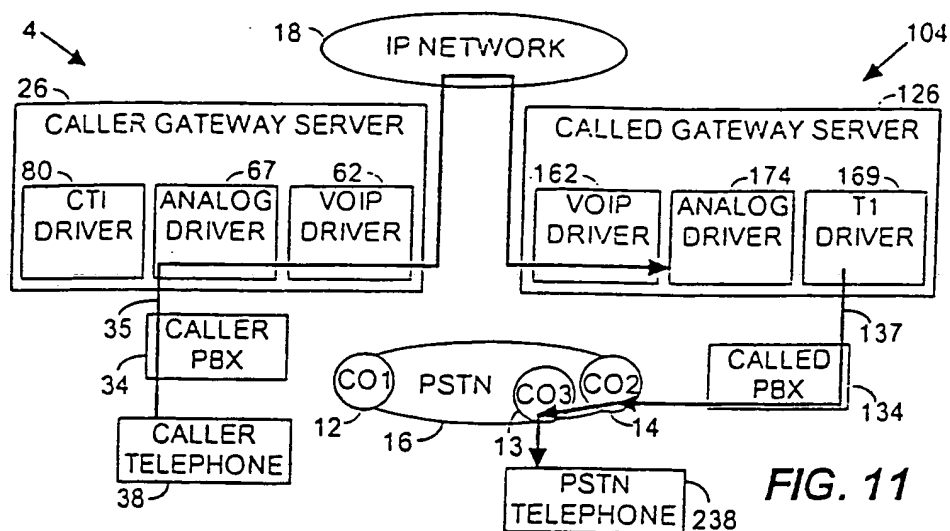 4
18
IP NETWORK
104
26
126
CALLER GATEWAY SERVER
CALLED GATEWAY SERVER
80
67
62
162
174
169
CTI
DRIVER
ANALOG
DRIVER
VOIP
DRIVER
VOIP
DRIVER
ANALOG
DRIVER
T1
DRIVER
35
137
CALLER
PBX
34
CO1
PSTN
CO3
CO2
CALLED
PBX
134
12
16
13
14
CALLER
TELEPHONE
38
PSTN
TELEPHONE
238
FIG. 11